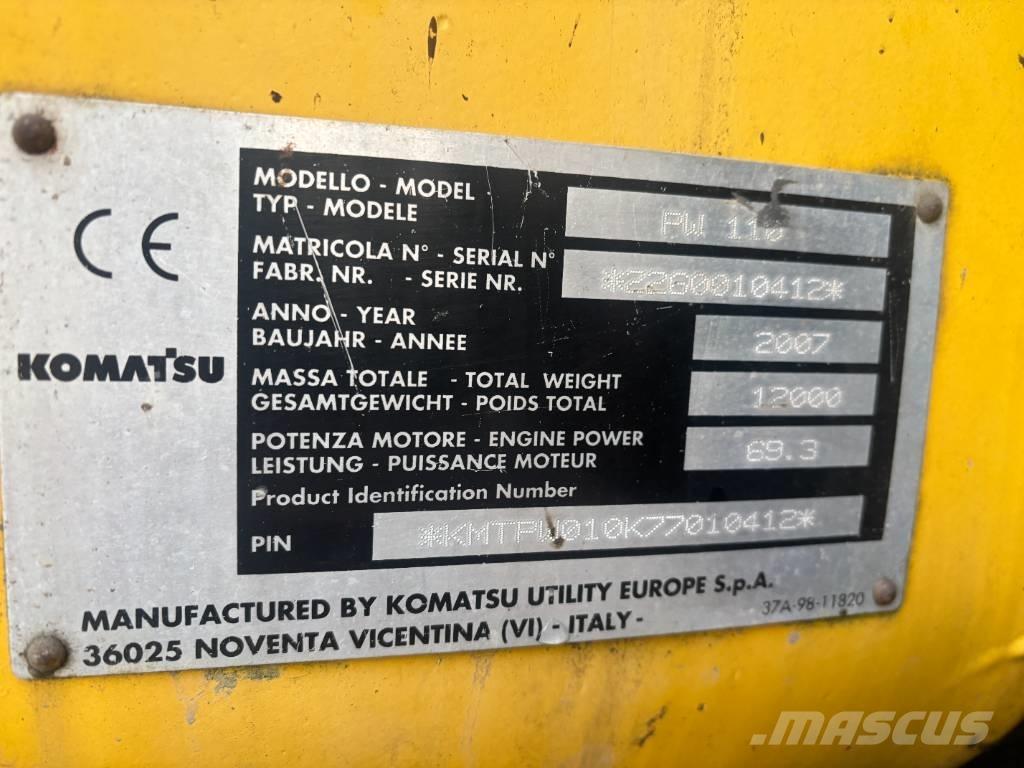 CE
KOMATSU
MODELLO - MODEL
TYP - MODELE
PW 110
MATRICOLA N° - SERIAL N°
FABR. NR. - SERIE NR.
*2260010412*
ANNO - YEAR
BAUJAHR - ANNEE
2007
MASSA TOTALE - TOTAL WEIGHT
GESAMTGEWICHT - POIDS TOTAL
12000
POTENZA MOTORE - ENGINE POWER
LEISTUNG - PUISSANCE MOTEUR
69.3
Product Identification Number
PIN
*KMTPW010K77010412*
MANUFACTURED BY KOMATSU UTILITY EUROPE S.p.A.
36025 NOVENTA VICENTINA (VI) - ITALY -
37A-98-11820
MASCUS